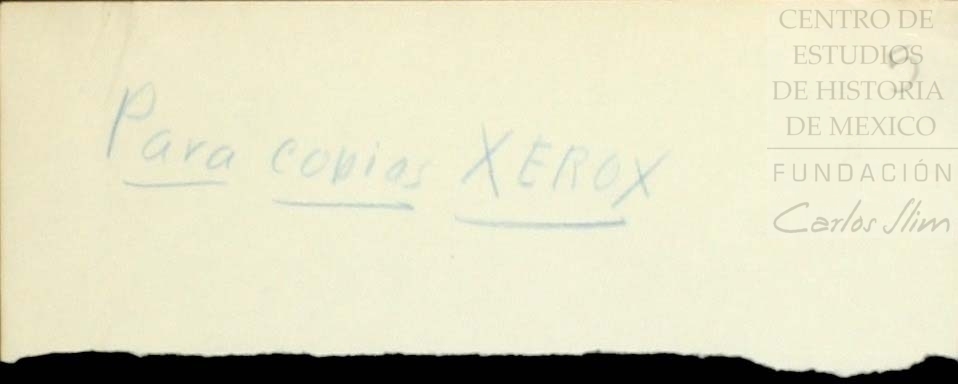 Para copias XEROX
CENTRO DE
ESTUDIOS
DE HISTORIA
DE MEXICO
FUNDACIÓN
Carlos Slim